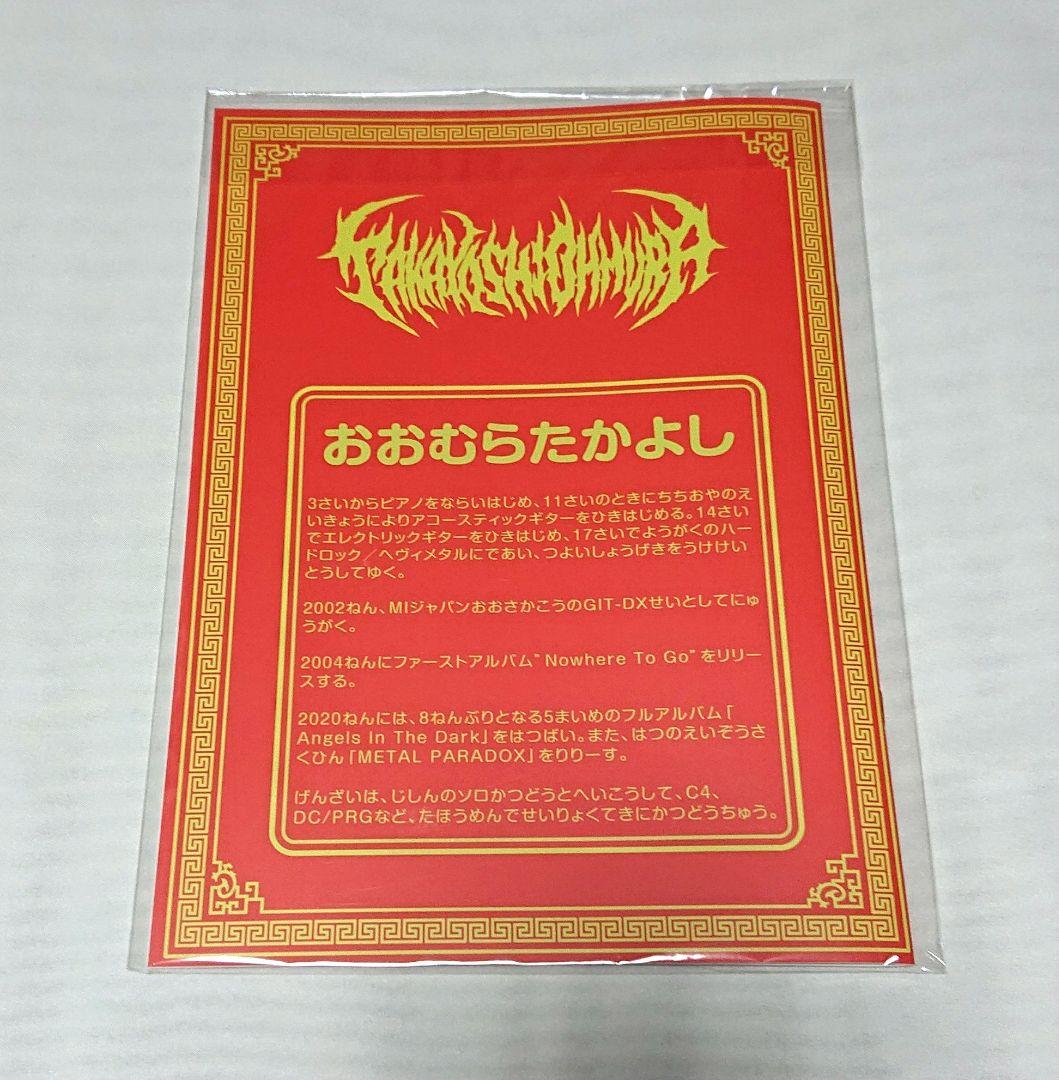 TAKAYOSHI OHMURA
おおむらたかよし
3さいからピアノをならいはじめ、11さいのときにちちおやのえ
いきょうによりアコースティックギターをひきはじめる。14さい
でエレクトリックギターをひきはじめ、17さいでようがくのハー
ドロック／ヘヴィメタルにであい、つよいしょうげきをうけけい
とうしてゆく。
2002ねん、MIジャパンおおさかこうのGIT-DXせいとしてにゅ
うがく。
2004ねんにファーストアルバム“Nowhere To Go”をリリー
スする。
2020ねんには、8ねんぶりとなる5まいめのフルアルバム「
Angels In The Dark」をはつばい。また、はつのえいぞうさ
くひん「METAL PARADOX」をりりーす。
げんざいは、じしんのソロかつどうとへいこうして、C4、
DC/PRGなど、たほうめんでせいりょくてきにかつどうちゅう。